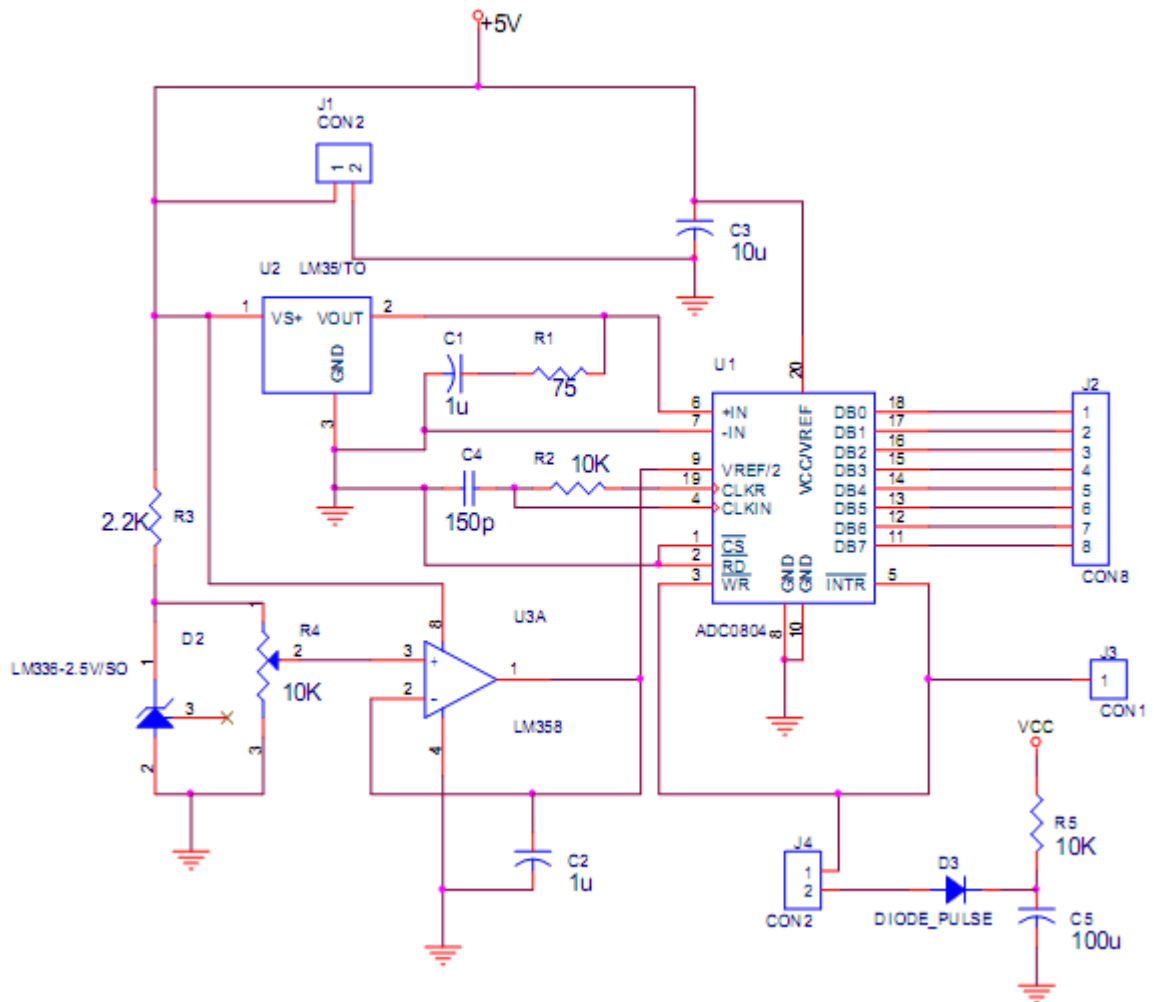 +5V
J1
CON2
1 2
C3
10u
U2 LM35/TO
1 VS+ VOUT 2
GND
3
C1
1u
R1
75
U1
20
VCC/VREF
6 +IN
7 -IN
9 VREF/2
19 CLKR
4 CLKIN
1 CS
2 RD
3 WR
DB0 18
DB1 17
DB2 16
DB3 15
DB4 14
DB5 13
DB6 12
DB7 11
INTR 5
GND
GND
8
10
ADC0804
J2
1
2
3
4
5
6
7
8
CON8
C4
150p
R2
10K
2.2K R3
D2
LM336-2.5V/SO
1
3
2
1
R4
2
10K
3
U3A
8
3 +
2 -
1
4
LM358
C2
1u
J3
1
CON1
VCC
R5
10K
J4
1
2
CON2
D3
DIODE_PULSE
C5
100u